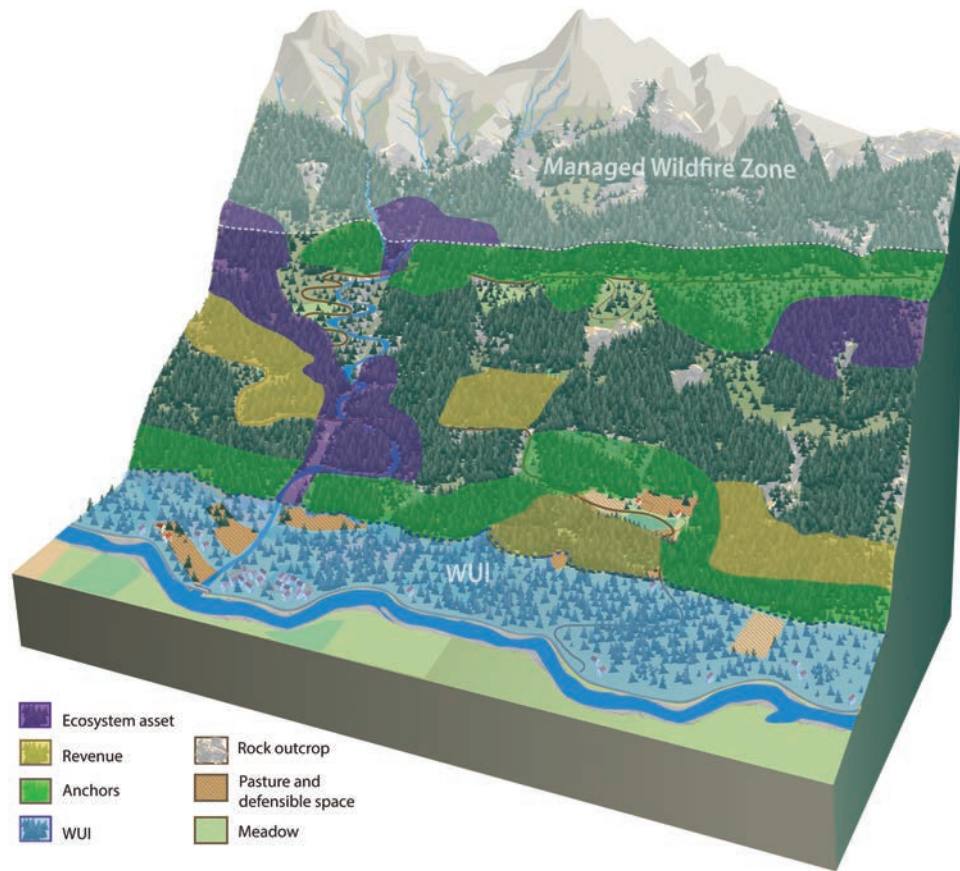 Managed Wildfire Zone
WUI
Ecosystem asset
Revenue
Anchors
WUI
Rock outcrop
Pasture and
defensible space
Meadow